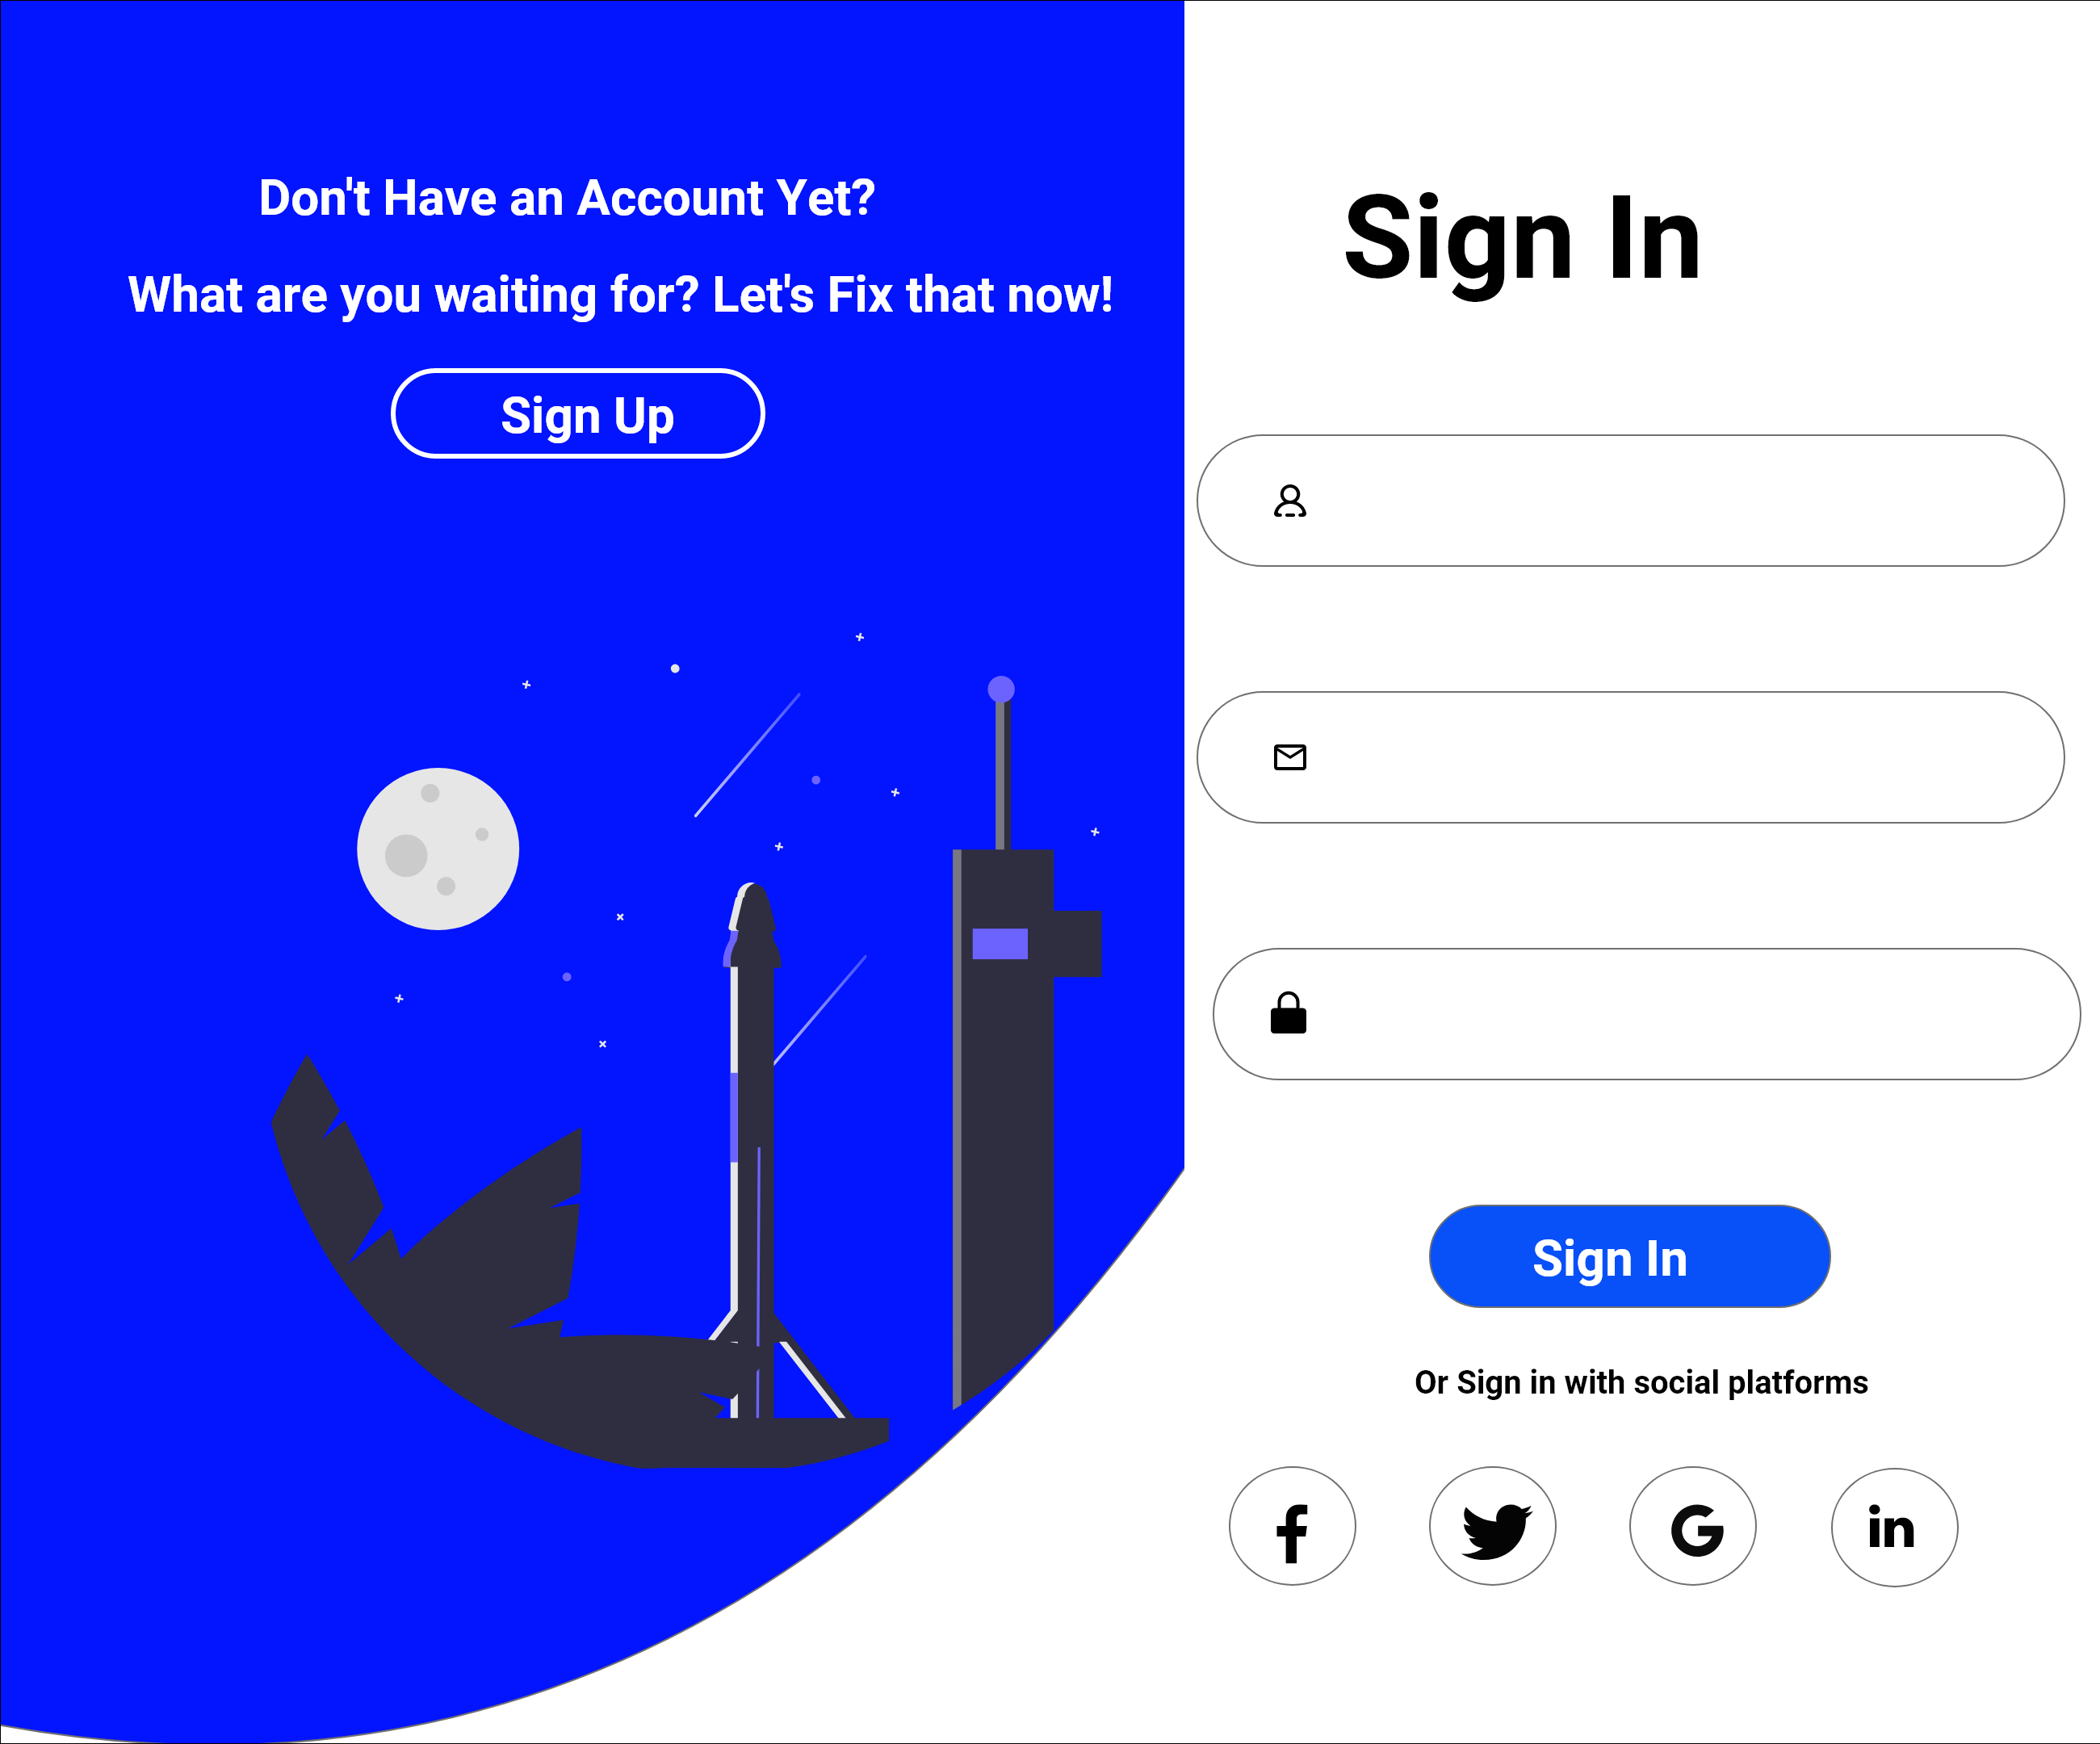 Don't Have an Account Yet?
What are you waiting for? Let's Fix that now!
Sign Up
Sign In
Sign In
Or Sign in with social platforms